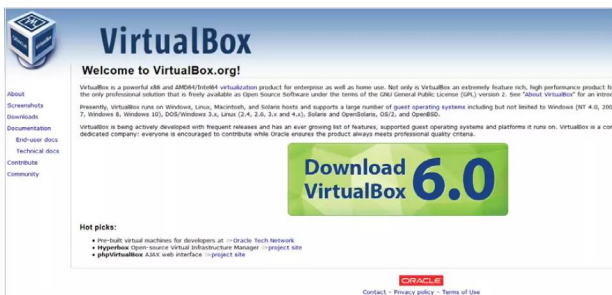 VirtualBox
Welcome to VirtualBox.org!
About
Screenshots
Downloads
Documentation
End-user docs
Technical docs
Contribute
Community
VirtualBox is a powerful x86 and AMD64/Intel64 virtualization product for enterprise as well as home use. Not only is VirtualBox an extremely feature rich, high performance product
the only professional solution that is freely available as Open Source Software under the terms of the GNU General Public License (GPL) version 2. See "About VirtualBox" for an
Presently, VirtualBox runs on Windows, Linux, Macintosh, and Solaris hosts and supports a large number of guest operating systems including but not limited to Windows (NT 4.0,
7, Windows 8, Windows 10), DOS/Windows 3.x, Linux (2.4, 2.6, 3.x and 4.x), Solaris and OpenSolaris, OS/2, and OpenBSD.
VirtualBox is being actively developed with frequent releases and has an ever growing list of features, supported guest operating systems and platforms it runs on. VirtualBox is a
dedicated company: everyone is encouraged to contribute while Oracle ensures the product always meets professional quality criteria.
Download
VirtualBox 6.0
Hot picks:
• Pre-built virtual machines for developers at Oracle Tech Network
• Hyperbox Open-source Virtual Infrastructure Manager project site
• phpVirtualBox AJAX web interface project site
ORACLE
Contact - Privacy policy - Terms of Use